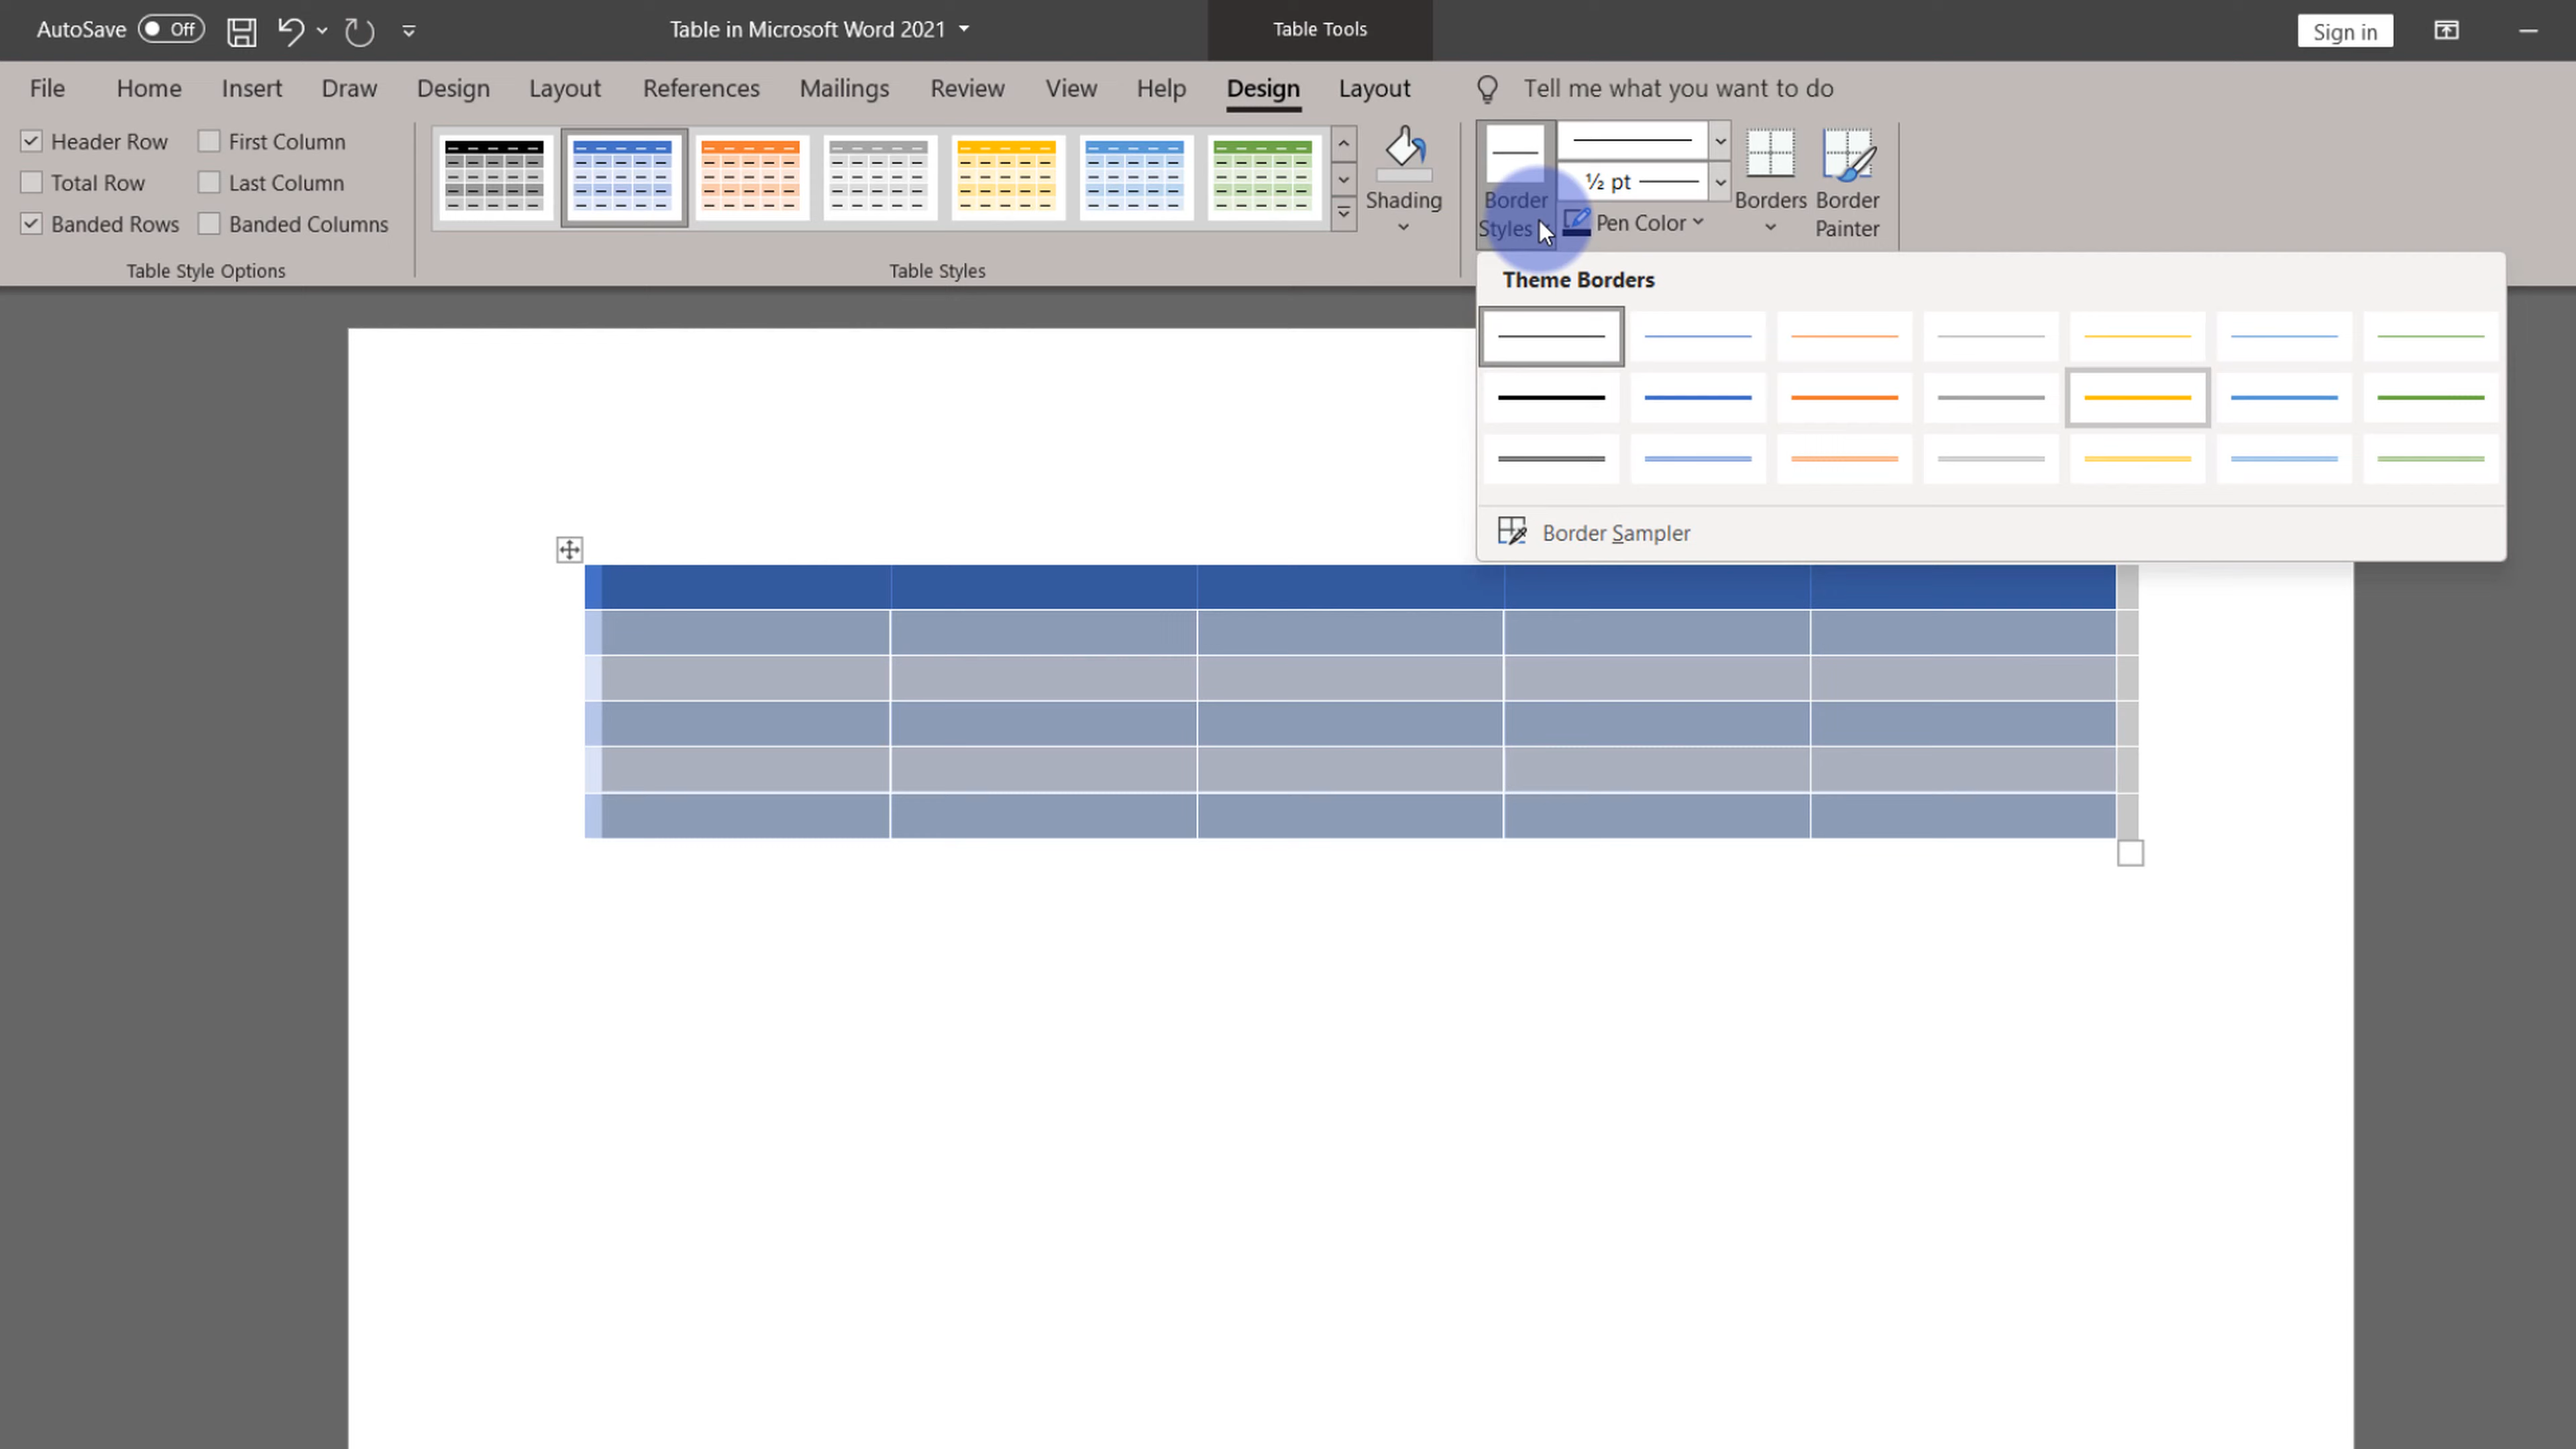 AutoSave Off
Table in Microsoft Word 2021
Table Tools
Sign in
File Home Insert Draw Design Layout References Mailings Review View Help Design Layout Tell me what you want to do
Header Row First Column
Total Row Last Column
Banded Rows Banded Columns
Table Style Options
Table Styles
Shading
Border
Styles
½ pt
Pen Color
Borders
Border
Painter
Theme Borders
Border Sampler